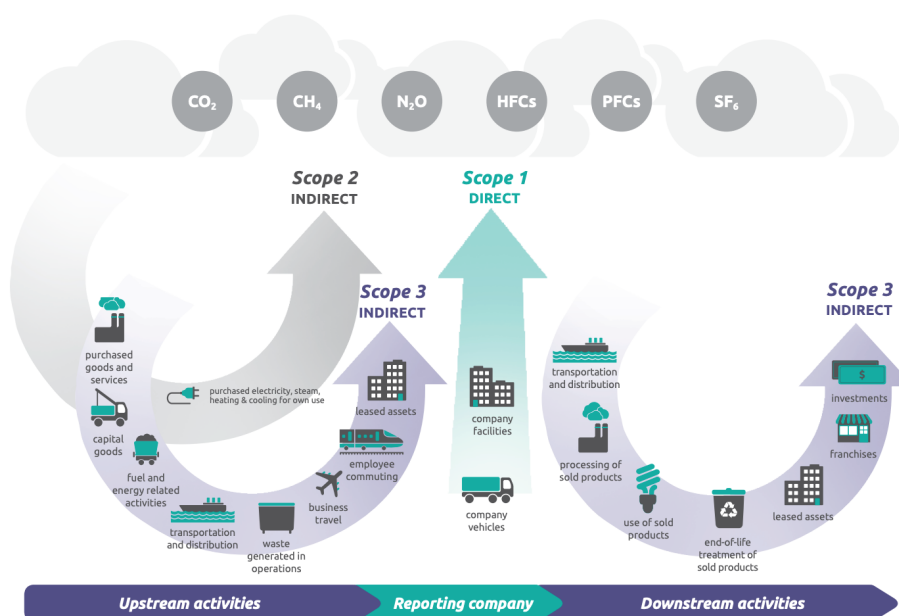 CO₂
CH₄
N₂O
HFCs
PFCs
SF₆
Scope 2
INDIRECT
Scope 1
DIRECT
Scope 3
INDIRECT
Scope 3
INDIRECT
purchased
goods and
services
capital
goods
fuel and
energy related
activities
transportation
and distribution
waste
generated in
operations
business
travel
employee
commuting
leased assets
purchased electricity, steam,
heating & cooling for own use
company
facilities
company
vehicles
transportation
and distribution
processing of
sold products
use of sold
products
end-of-life
treatment of
sold products
leased assets
franchises
$
investments
Upstream activities
Reporting company
Downstream activities